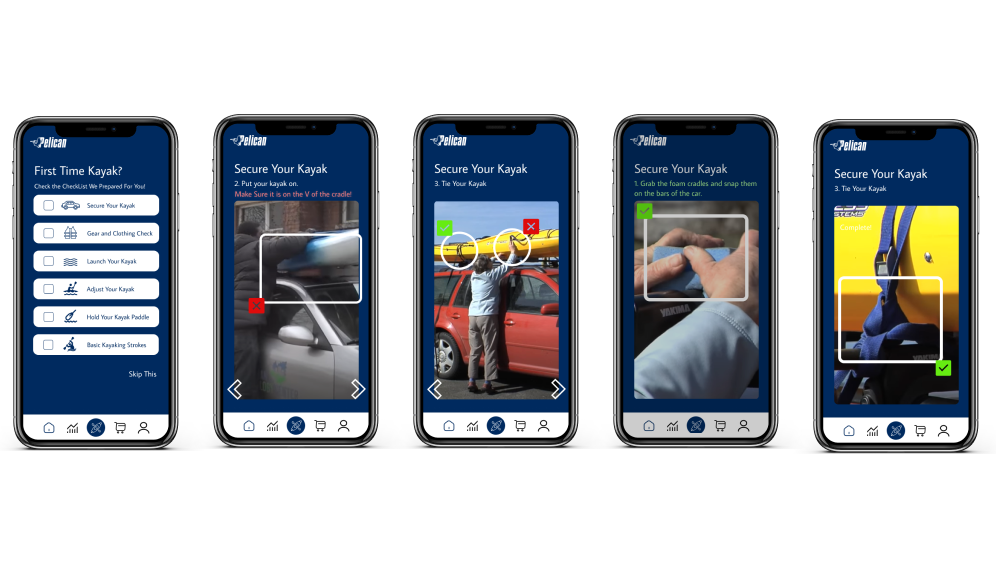 Pelican
First Time Kayak?
Check the CheckList We Prepared For You!
Secure Your Kayak
Gear and Clothing Check
Launch Your Kayak
Adjust Your Kayak
Hold Your Kayak Paddle
Basic Kayaking Strokes
Skip This
Pelican
Secure Your Kayak
2. Put your kayak on.
Make Sure it is on the V of the cradle!
Pelican
Secure Your Kayak
3. Tie Your Kayak
Pelican
Secure Your Kayak
1. Grab the foam cradles and snap them
on the bars of the car.
YAKIMA
Pelican
Secure Your Kayak
3. Tie Your Kayak
STEMS
Complete!
YAKIMA